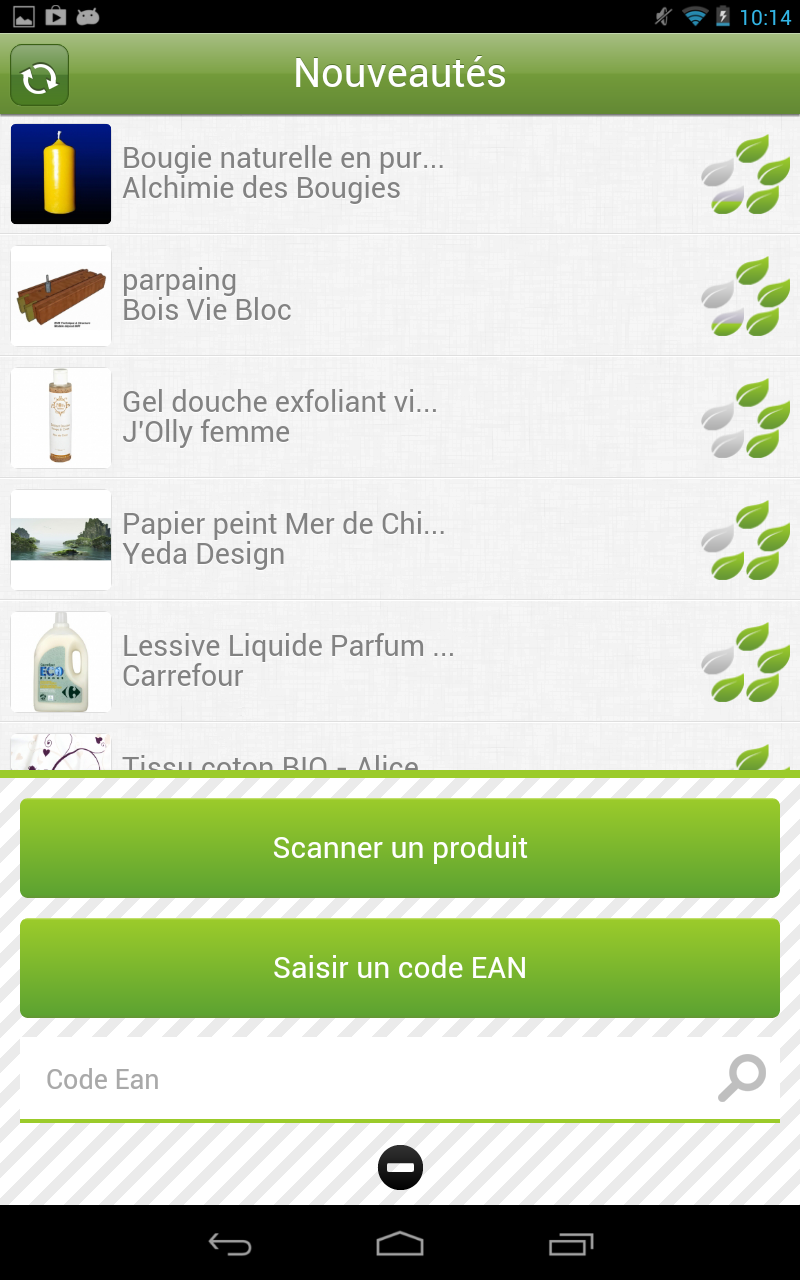 10:14
Nouveautés
Bougie naturelle en pur...
Alchimie des Bougies
parpaing
Bois Vie Bloc
Gel douche exfoliant vi...
J'Olly femme
Papier peint Mer de Chi...
Yeda Design
Lessive Liquide Parfum ...
Carrefour
ECO
Tissu coton BIO - Alice
Scanner un produit
Saisir un code EAN
Code Ean